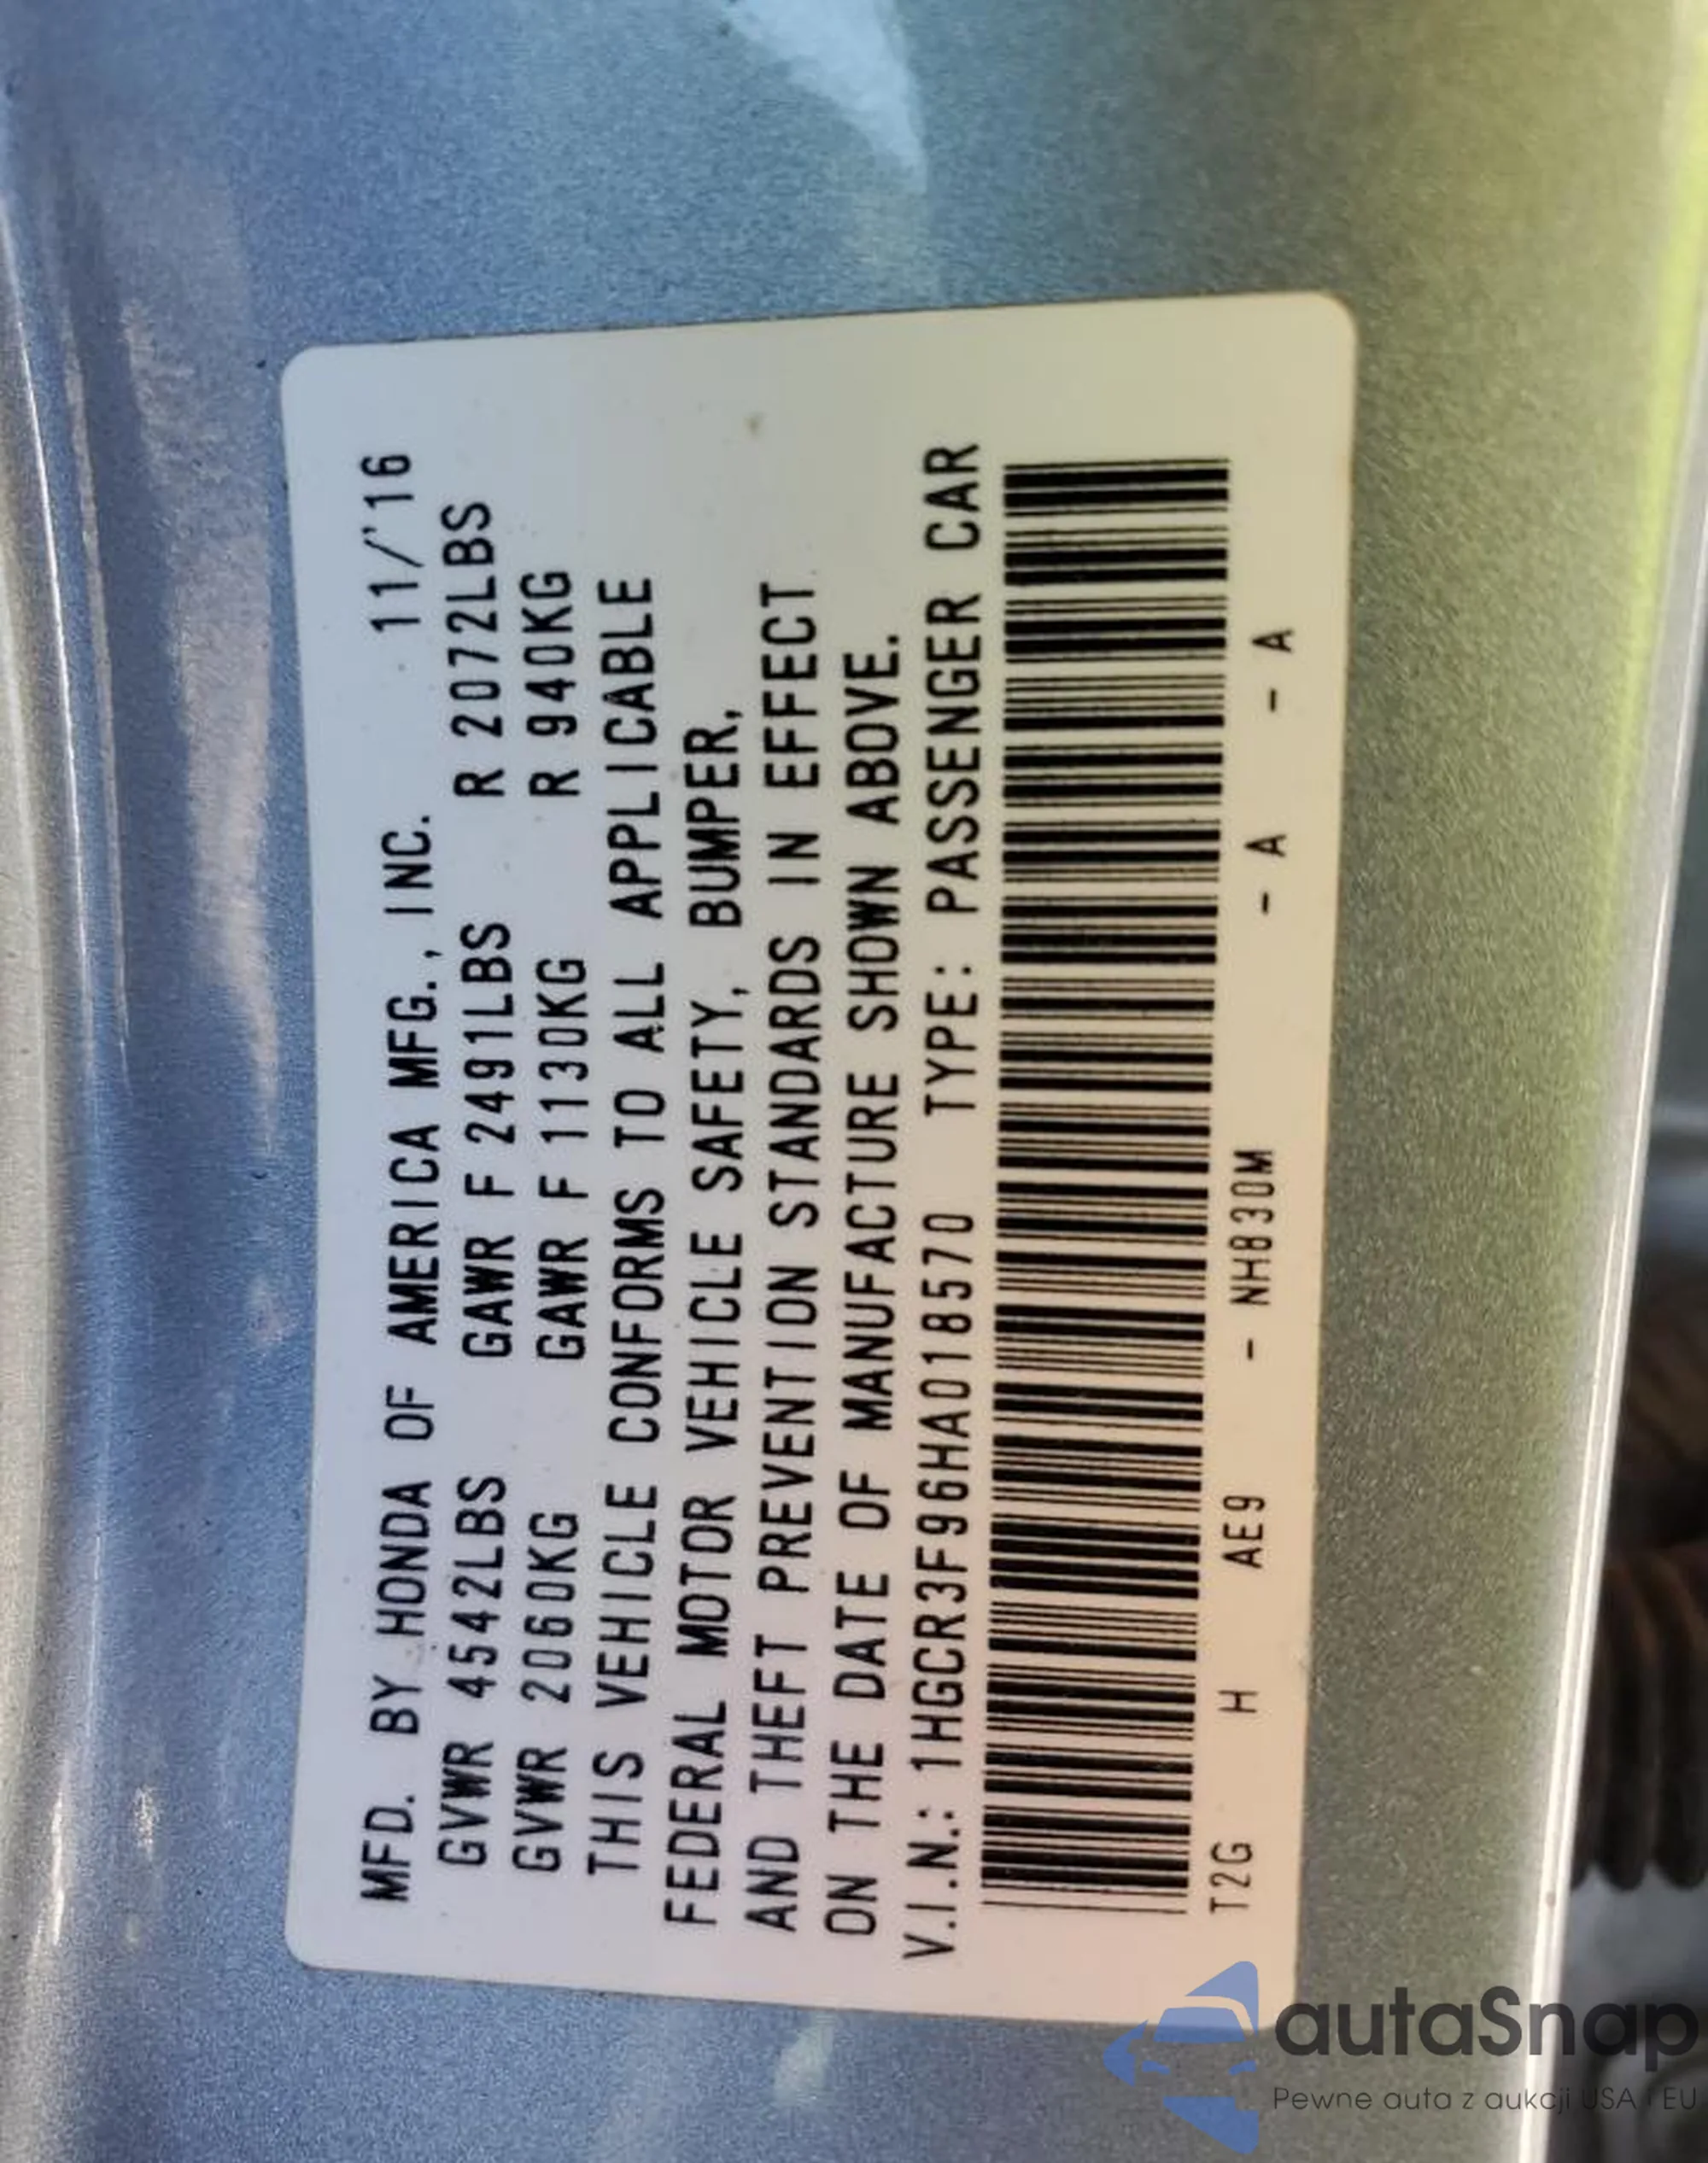 MFD. BY HONDA OF AMERICA MFG., INC. 11/'16
GVWR 4542LBS GAWR F 2491LBS R 2072LBS
GVWR 2060KG GAWR F 1130KG R 940KG
THIS VEHICLE CONFORMS TO ALL APPLICABLE
FEDERAL MOTOR VEHICLE SAFETY, BUMPER,
AND THEFT PREVENTION STANDARDS IN EFFECT
ON THE DATE OF MANUFACTURE SHOWN ABOVE.
V.I.N.: 1HGCR3F96HA018570 TYPE: PASSENGER CAR
T2G H AE9 - NH830M - A - A
autaSnap
Pewne auta z aukcji USA i EU